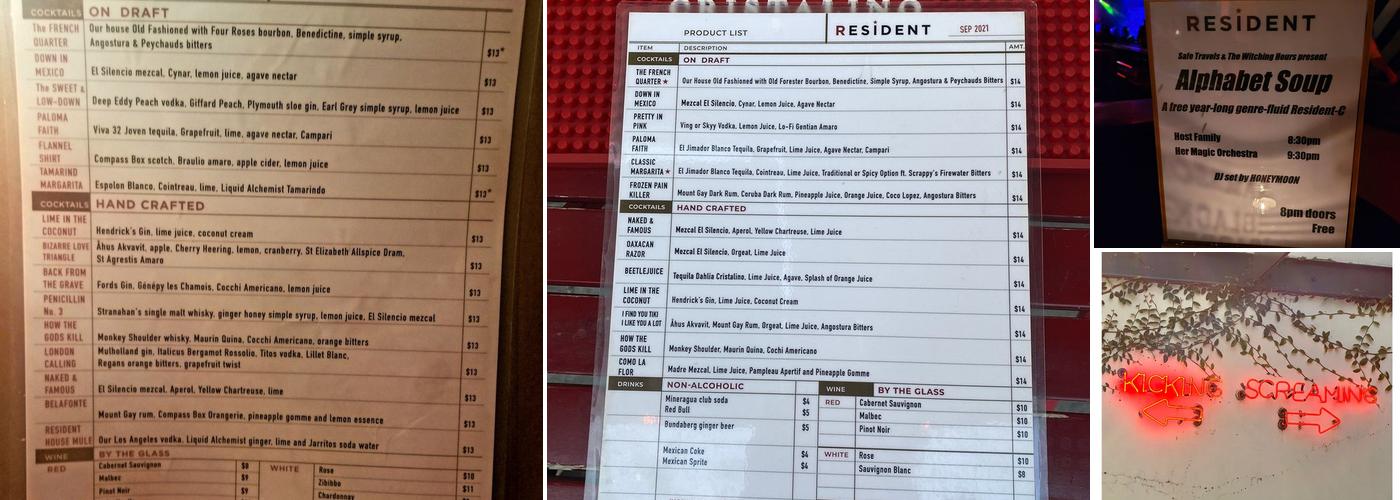 COCKTAILS ON DRAFT
The FRENCH QUARTER Our house Old Fashioned with Four Roses bourbon, Benedictine, simple syrup,
Angostura & Peychauds bitters $13*
DOWN IN MEXICO El Silencio mezcal, Cynar, lemon juice, agave nectar $13
The SWEET & LOW-DOWN Deep Eddy Peach vodka, Giffard Peach, Plymouth sloe gin, Earl Grey simple syrup, lemon juice $13
PALOMA FAITH Viva 32 Joven tequila, Grapefruit, lime, agave nectar, Campari $13
FLANNEL SHIRT Compass Box scotch, Braulio amaro, apple cider, lemon juice $13
TAMARIND MARGARITA Espolon Blanco, Cointreau, lime, Liquid Alchemist Tamarindo $13*
COCKTAILS HAND CRAFTED
LIME IN THE COCONUT Hendrick's Gin, lime juice, coconut cream $13
BIZARRE LOVE TRIANGLE Åhus Akvavit, apple, Cherry Heering, lemon, cranberry, St Elizabeth Allspice Dram,
St Agrestis Amaro $13
BACK FROM THE GRAVE Fords Gin, Génépy les Chamois, Cocchi Americano, lemon juice $13
PENICILLIN No. 3 Stranahan's single malt whisky, ginger honey simple syrup, lemon juice, El Silencio mezcal $13
HOW THE GODS KILL Monkey Shoulder whisky, Maurin Quina, Cocchi Americano, orange bitters $13
LONDON CALLING Mulholland gin, Italicus Bergamot Rossolio, Titos vodka, Lillet Blanc,
Regans orange bitters, grapefruit twist $13
NAKED & FAMOUS El Silencio mezcal, Aperol, Yellow Chartreuse, lime $13
BELAFONTE Mount Gay rum, Compass Box Orangerie, pineapple gomme and lemon essence $13
RESIDENT HOUSE MULE Our Los Angeles vodka, Liquid Alchemist ginger, lime and Jarritos soda water $13
WINE BY THE GLASS
RED Cabernet Sauvignon $8 WHITE Rose $10
Malbec $9 Zibibbo $10
Pinot Noir $9 Chardonnay $11
CRISTALINO
PRODUCT LIST RESiDENT SEP 2021
ITEM DESCRIPTION AMT.
COCKTAILS ON DRAFT
THE FRENCH QUARTER ★ Our House Old Fashioned with Old Forester Bourbon, Benedictine, Simple Syrup, Angostura & Peychauds Bitters $14
DOWN IN MEXICO Mezcal El Silencio, Cynar, Lemon Juice, Agave Nectar $14
PRETTY IN PINK Ving or Skyy Vodka, Lemon Juice, Lo-Fi Gentian Amaro $14
PALOMA FAITH El Jimador Blanco Tequila, Grapefruit, Lime Juice, Agave Nectar, Campari $14
CLASSIC MARGARITA ★ El Jimador Blanco Tequila, Cointreau, Lime Juice, Traditional or Spicy Option ft. Scrappy's Firewater Bitters $14
FROZEN PAIN KILLER Mount Gay Dark Rum, Coruba Dark Rum, Pineapple Juice, Orange Juice, Coco Lopez, Angostura Bitters $14
COCKTAILS HAND CRAFTED
NAKED & FAMOUS Mezcal El Silencio, Aperol, Yellow Chartreuse, Lime Juice $14
OAXACAN RAZOR Mezcal El Silencio, Orgeat, Lime Juice $14
BEETLEJUICE Tequila Dahlia Cristalino, Lime Juice, Agave, Splash of Orange Juice $14
LIME IN THE COCONUT Hendrick's Gin, Lime Juice, Coconut Cream $14
I FIND YOU TIKI I LIKE YOU A LOT Åhus Akvavit, Mount Gay Rum, Orgeat, Lime Juice, Angostura Bitters $14
HOW THE GODS KILL Monkey Shoulder, Maurin Quina, Cochi Americano $14
COMO LA FLOR Madre Mezcal, Lime Juice, Pampleau Apertif and Pineapple Gomme $14
DRINKS NON-ALCOHOLIC WINE BY THE GLASS
Mineragua club soda $4 RED Cabernet Sauvignon $10
Red Bull $5 Malbec $10
Bundaberg ginger beer $5 Pinot Noir $10
Mexican Coke $4 WHITE Rose $10
Mexican Sprite $4 Sauvignon Blanc $8
RESiDENT
Safe Travels & The Witching Hours present
Alphabet Soup
A free year-long genre-fluid Resident-C
Host Family 8:30pm
Her Magic Orchestra 9:30pm
DJ set by HONEYMOON
8pm doors
Free
KICKING SCREAMING